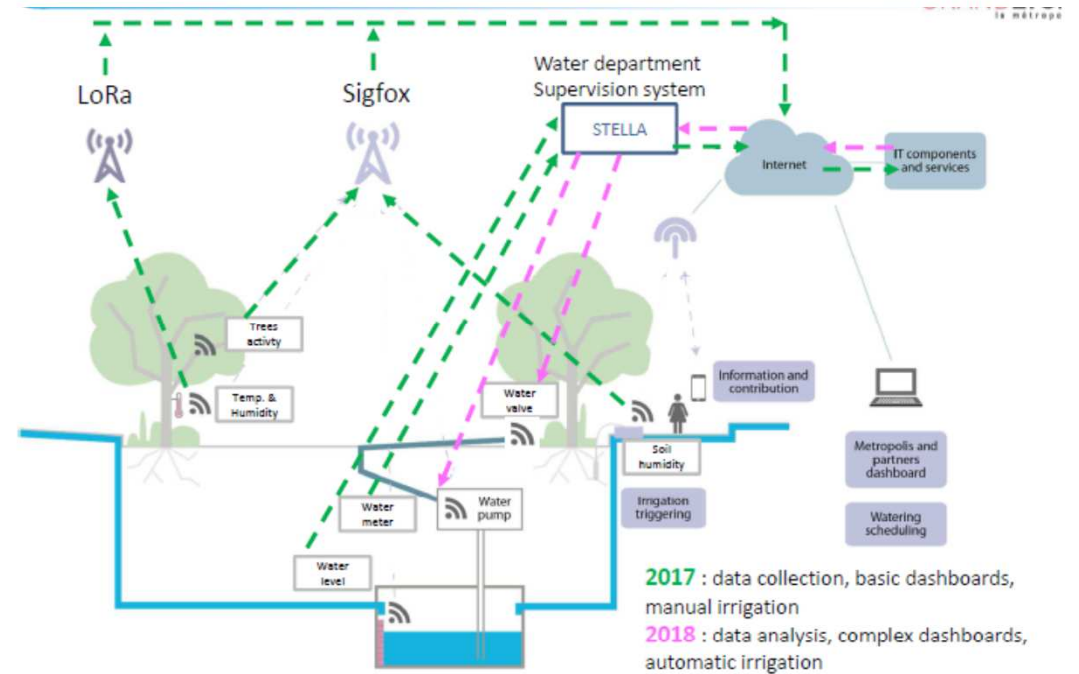 la métropo
LoRa
Sigfox
Water department
Supervision system
STELLA
Internet
IT components
and services
Trees
activty
Temp. &
Humidity
Water
valve
Information and
contribution
Soil
humidity
Metropolis and
partners
dashboard
Water
meter
Water
pump
Irrigation
triggering
Watering
scheduling
Water
level
2017 : data collection, basic dashboards,
manual irrigation
2018 : data analysis, complex dashboards,
automatic irrigation